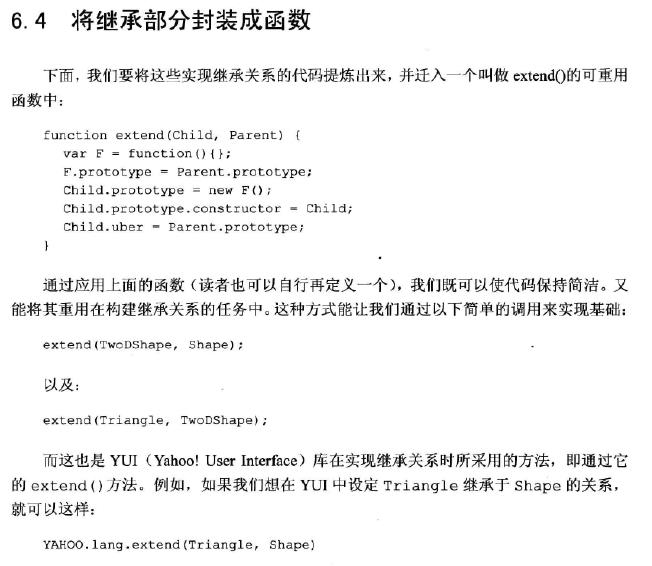 6.4 将继承部分封装成函数
下面，我们要将这些实现继承关系的代码提炼出来，并迁入一个叫做 extend()的可重用
函数中：
function extend(Child, Parent) {
var F = function(){};
F.prototype = Parent.prototype;
Child.prototype = new F();
Child.prototype.constructor = Child;
Child.uber = Parent.prototype;
}
通过应用上面的函数（读者也可以自行再定义一个），我们既可以使代码保持简洁。又
能将其重用在构建继承关系的任务中。这种方式能让我们通过以下简单的调用来实现基础：
extend(TwoDShape, Shape);
以及：
extend(Triangle, TwoDShape);
而这也是 YUI（Yahoo! User Interface）库在实现继承关系时所采用的方法，即通过它
的 extend()方法。例如，如果我们想在 YUI 中设定 Triangle 继承于 Shape 的关系，
就可以这样：
YAHOO.lang.extend(Triangle, Shape)